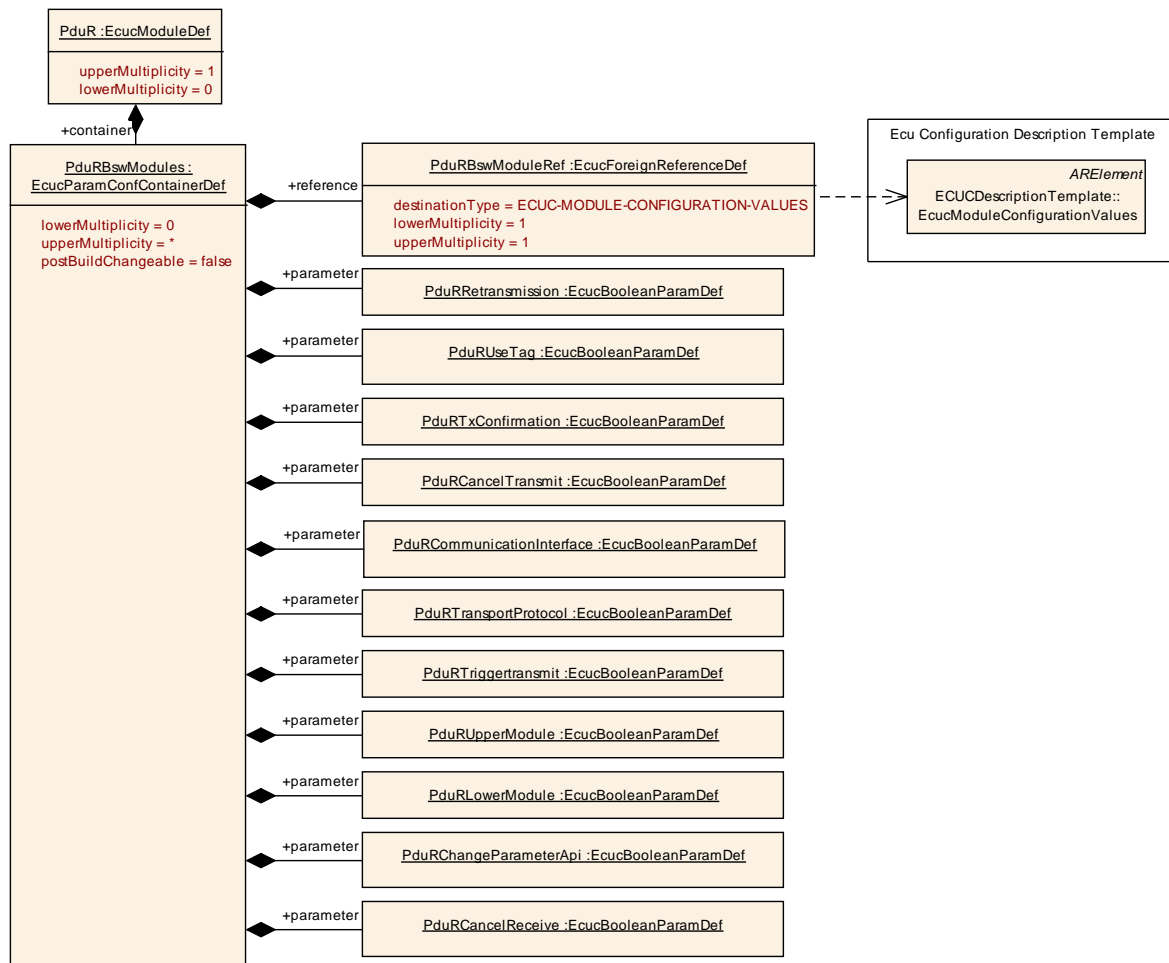 PduR :EcucModuleDef
upperMultiplicity = 1
lowerMultiplicity = 0
+container
PduRBswModules :
EcucParamConfContainerDef
lowerMultiplicity = 0
upperMultiplicity = *
postBuildChangeable = false
+reference
PduRBswModuleRef :EcucForeignReferenceDef
destinationType = ECUC-MODULE-CONFIGURATION-VALUES
lowerMultiplicity = 1
upperMultiplicity = 1
Ecu Configuration Description Template
ARElement
ECUCDescriptionTemplate::
EcucModuleConfigurationValues
+parameter
PduRRetransmission :EcucBooleanParamDef
+parameter
PduRUseTag :EcucBooleanParamDef
+parameter
PduRTxConfirmation :EcucBooleanParamDef
+parameter
PduRCancelTransmit :EcucBooleanParamDef
+parameter
PduRCommunicationInterface :EcucBooleanParamDef
+parameter
PduRTransportProtocol :EcucBooleanParamDef
+parameter
PduRTriggertransmit :EcucBooleanParamDef
+parameter
PduRUpperModule :EcucBooleanParamDef
+parameter
PduRLowerModule :EcucBooleanParamDef
+parameter
PduRChangeParameterApi :EcucBooleanParamDef
+parameter
PduRCancelReceive :EcucBooleanParamDef